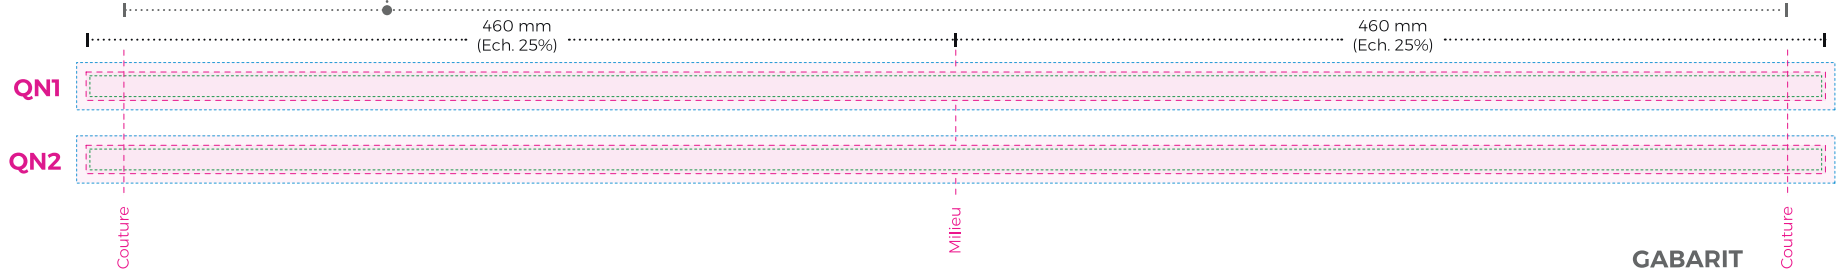 460 mm
(Ech. 25%)
460 mm
(Ech. 25%)
QN1
QN2
Couture
Milieu
Couture
GABARIT